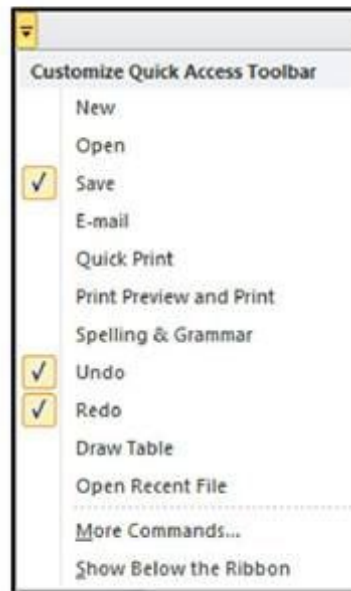 Customize Quick Access Toolbar
New
Open
Save
E-mail
Quick Print
Print Preview and Print
Spelling & Grammar
Undo
Redo
Draw Table
Open Recent File
More Commands...
Show Below the Ribbon